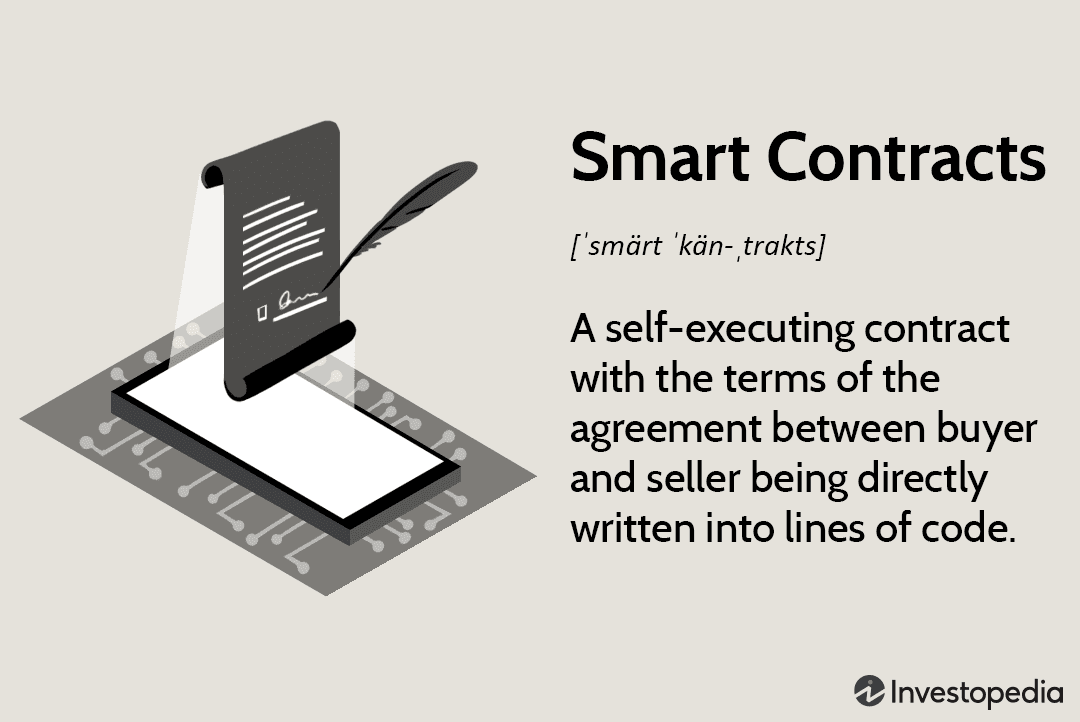 Smart Contracts
[ˈsmärt ˈkän-ˌtrakts]
A self-executing contract
with the terms of the
agreement between buyer
and seller being directly
written into lines of code.
Investopedia